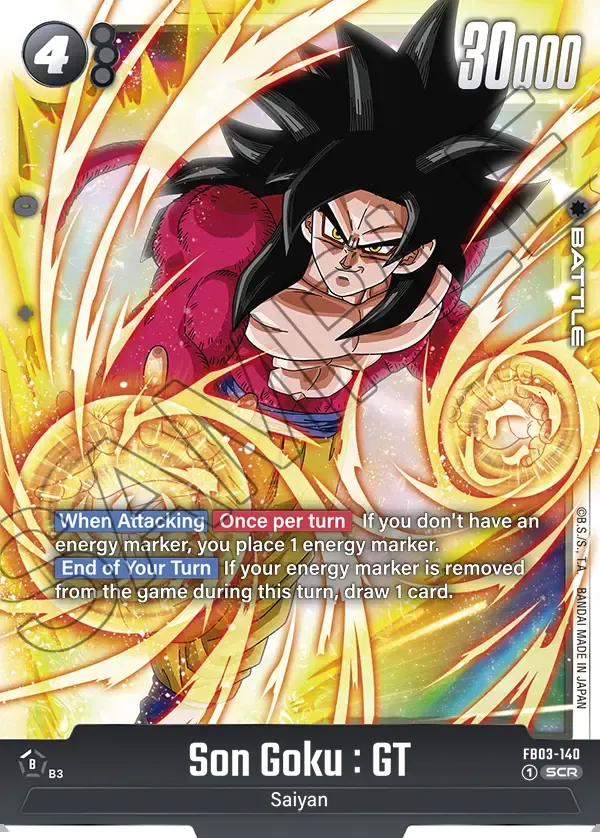 4
30000
BATTLE
When Attacking Once per turn If you don't have an
energy marker, you place 1 energy marker.
End of Your Turn If your energy marker is removed
from the game during this turn, draw 1 card.
©B.S./S., T.A. BANDAI MADE IN JAPAN
SAMPLE
B B3
Son Goku : GT
FB03-140
1 SCR
Saiyan